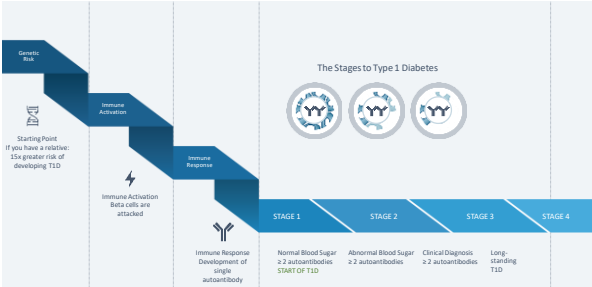 Genetic
Risk
Immune
Activation
Immune
Response
The Stages to Type 1 Diabetes
Starting Point
If you have a relative:
15x greater risk of
developing T1D
Immune Activation
Beta cells are
attacked
Immune Response
Development of
single
autoantibody
STAGE 1
STAGE 2
STAGE 3
STAGE 4
Normal Blood Sugar
≥ 2 autoantibodies
START OF T1D
Abnormal Blood Sugar
≥ 2 autoantibodies
Clinical Diagnosis
≥ 2 autoantibodies
Long-
standing
T1D